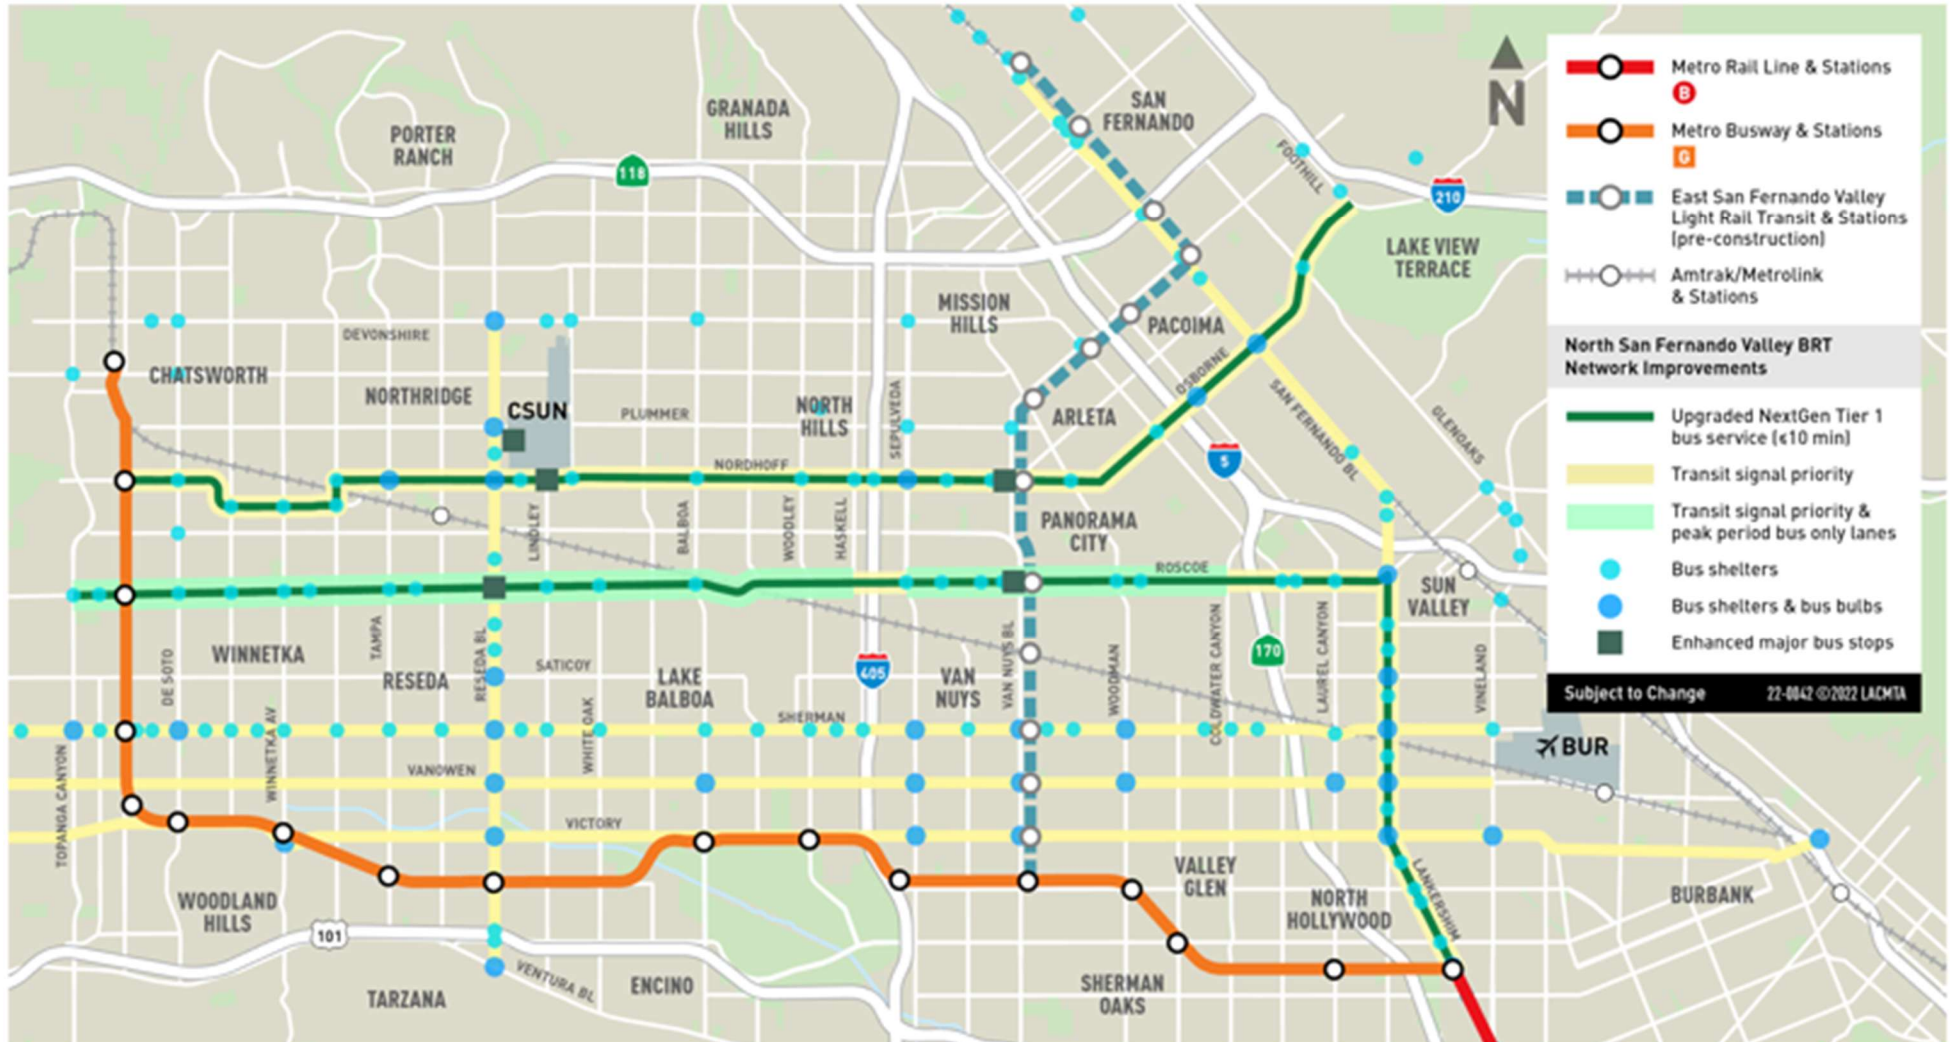 PORTER
RANCH
GRANADA
HILLS
118
SAN
FERNANDO
FOOTHILL
210
LAKE VIEW
TERRACE
N
Metro Rail Line & Stations
B
Metro Busway & Stations
G
East San Fernando Valley
Light Rail Transit & Stations
(pre-construction)
Amtrak/Metrolink
& Stations
North San Fernando Valley BRT
Network Improvements
Upgraded NextGen Tier 1
bus service (≤10 min)
Transit signal priority
Transit signal priority &
peak period bus only lanes
Bus shelters
Bus shelters & bus bulbs
Enhanced major bus stops
Subject to Change
22-0042 ©2022 LACMTA
MISSION
HILLS
PACOIMA
DEVONSHIRE
CHATSWORTH
NORTHRIDGE
CSUN
PLUMMER
NORTH
HILLS
SEPULVEDA
ARLETA
OSBORNE
SAN FERNANDO BL
GLENOAKS
5
NORDHOFF
LINDLEY
BALBOA
WOODLEY
HASKELL
PANORAMA
CITY
ROSCOE
SUN
VALLEY
WINNETKA
DE SOTO
TAMPA
RESEDA
RESEDA BL
SATICOY
WHITE OAK
LAKE
BALBOA
405
VAN
NUYS
VAN NUYS BL
WOODMAN
COLDWATER CANYON
170
LAUREL CANYON
VINELAND
SHERMAN
BUR
TOPANGA CANYON
WINNETKA AV
VANOWEN
VICTORY
WOODLAND
HILLS
101
TARZANA
VENTURA BL
ENCINO
VALLEY
GLEN
NORTH
HOLLYWOOD
LANKERSHIM
BURBANK
SHERMAN
OAKS